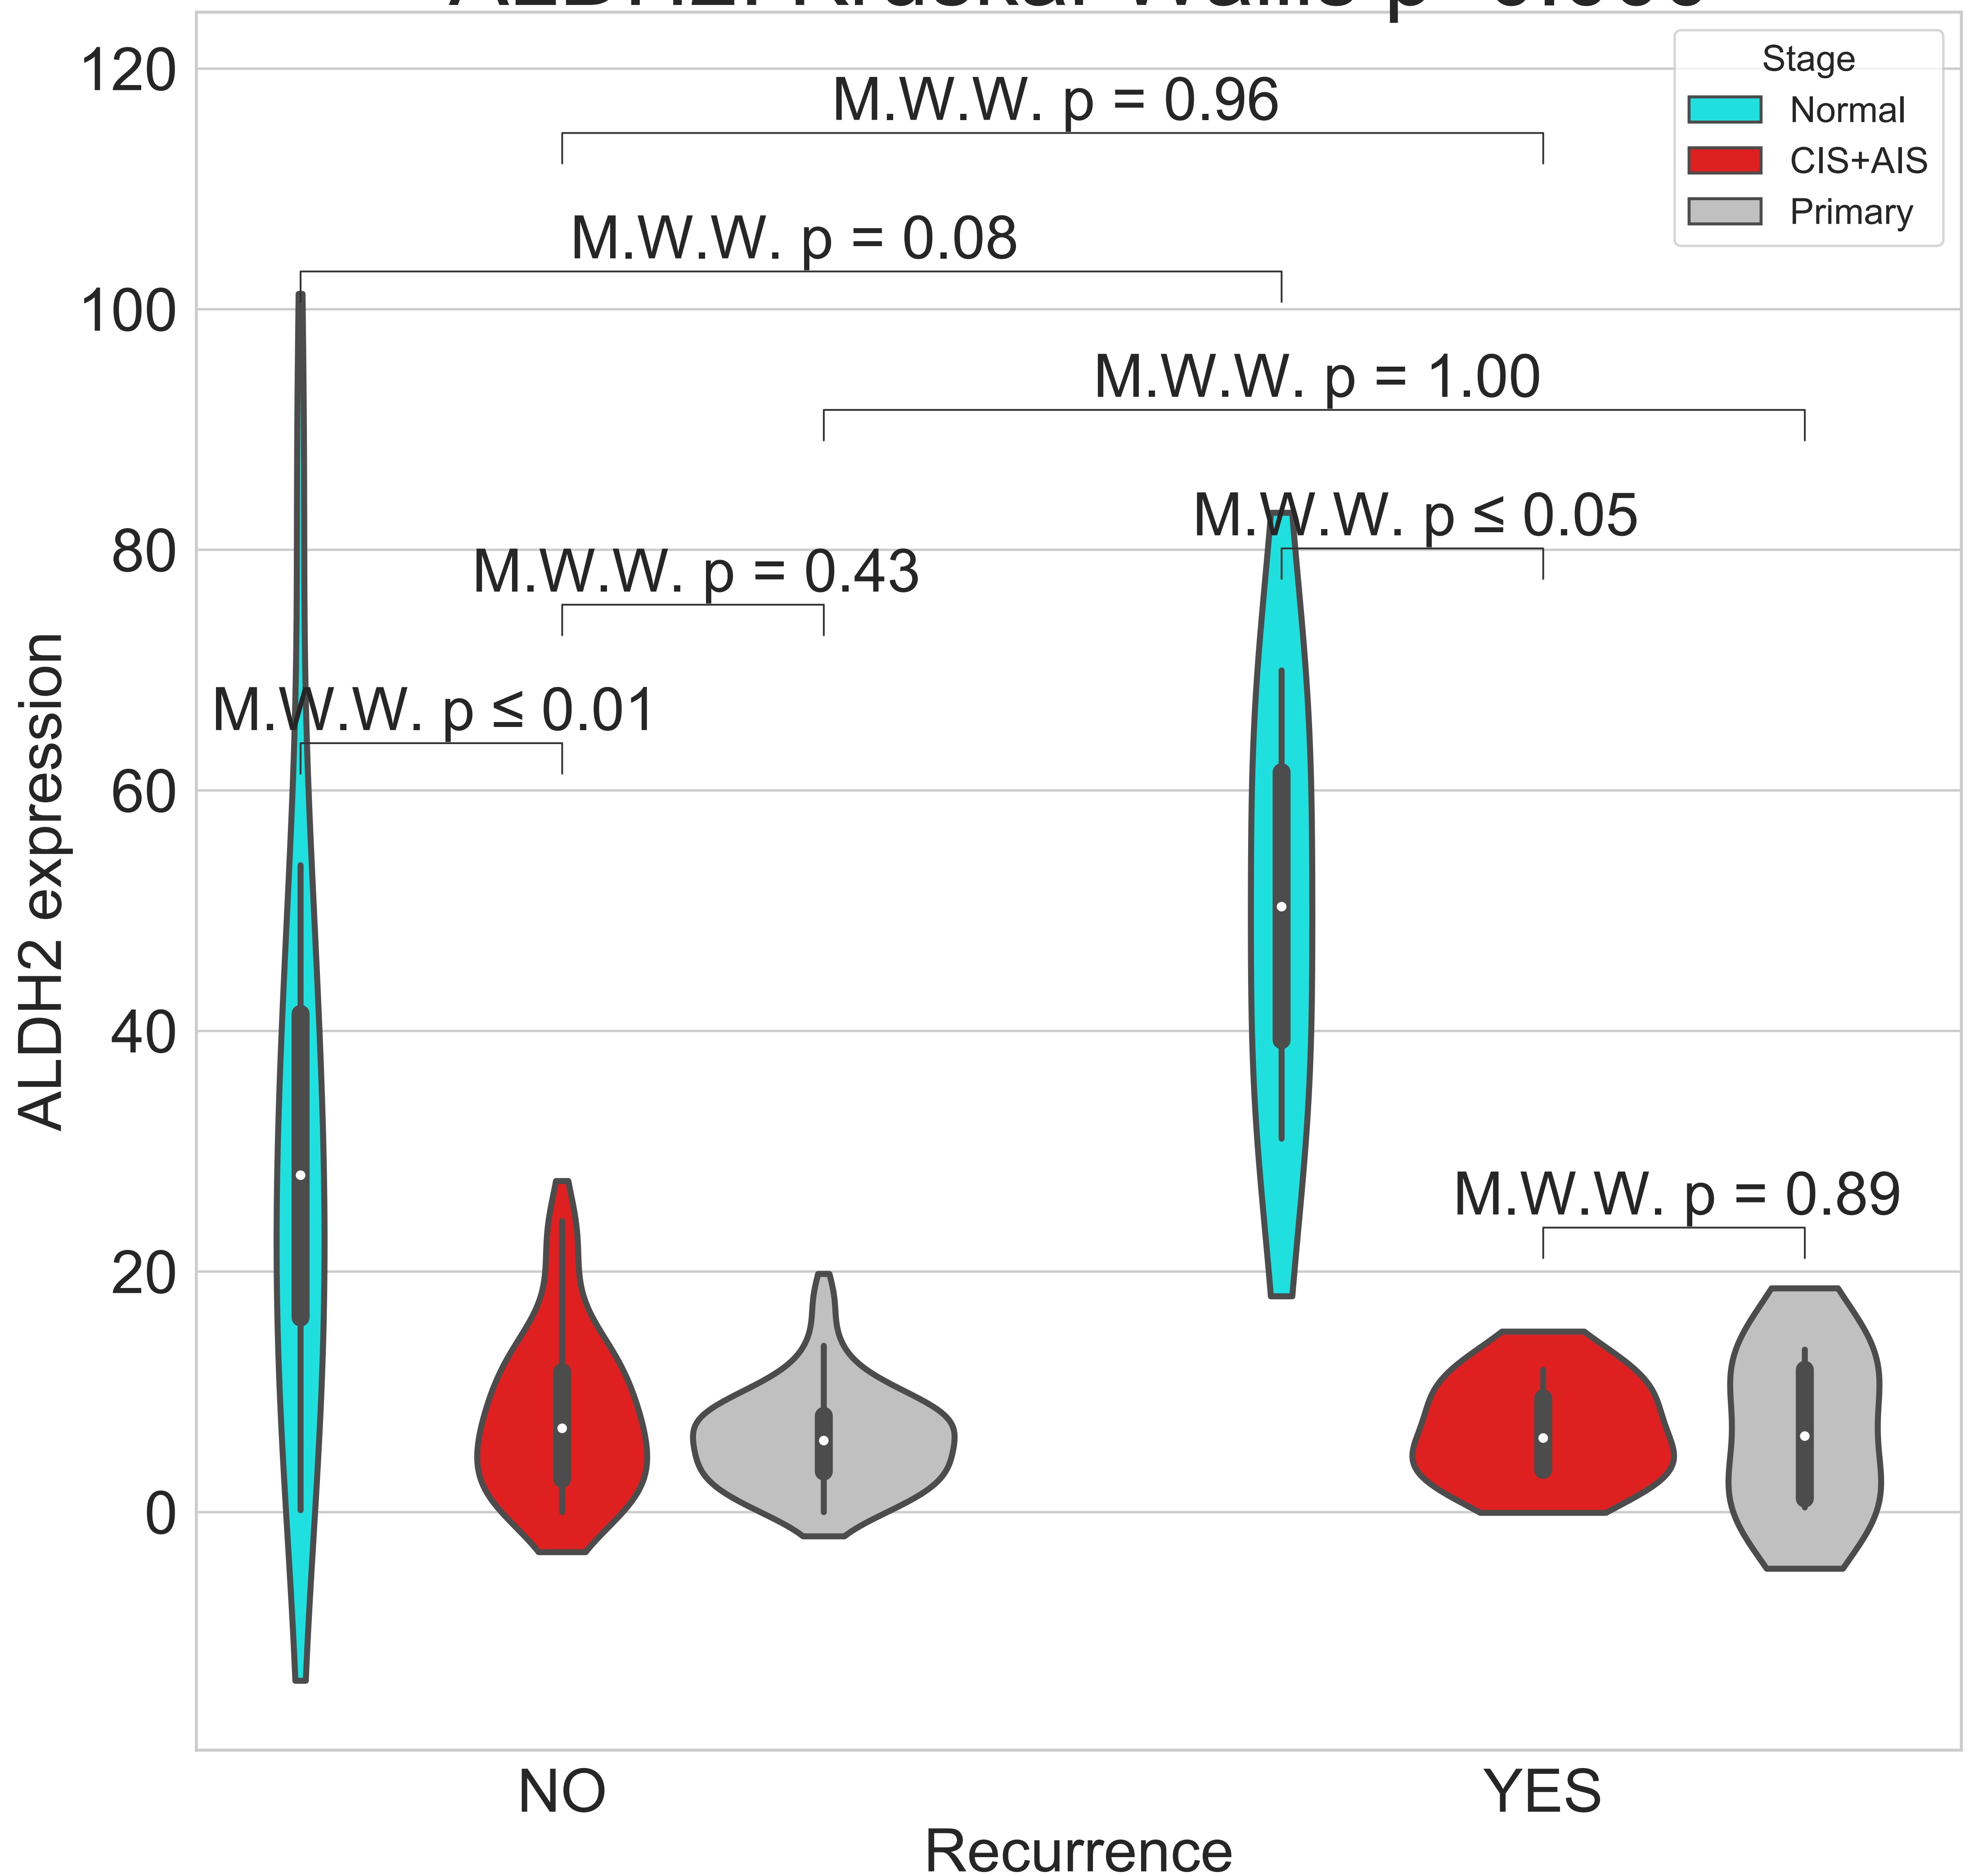 120
100
80
60
40
20
0
ALDH2 expression
M.W.W. p = 0.96
M.W.W. p = 0.08
M.W.W. p = 1.00
M.W.W. p ≤ 0.05
M.W.W. p = 0.43
M.W.W. p ≤ 0.01
M.W.W. p = 0.89
Stage
Normal
CIS+AIS
Primary
NO
YES
Recurrence